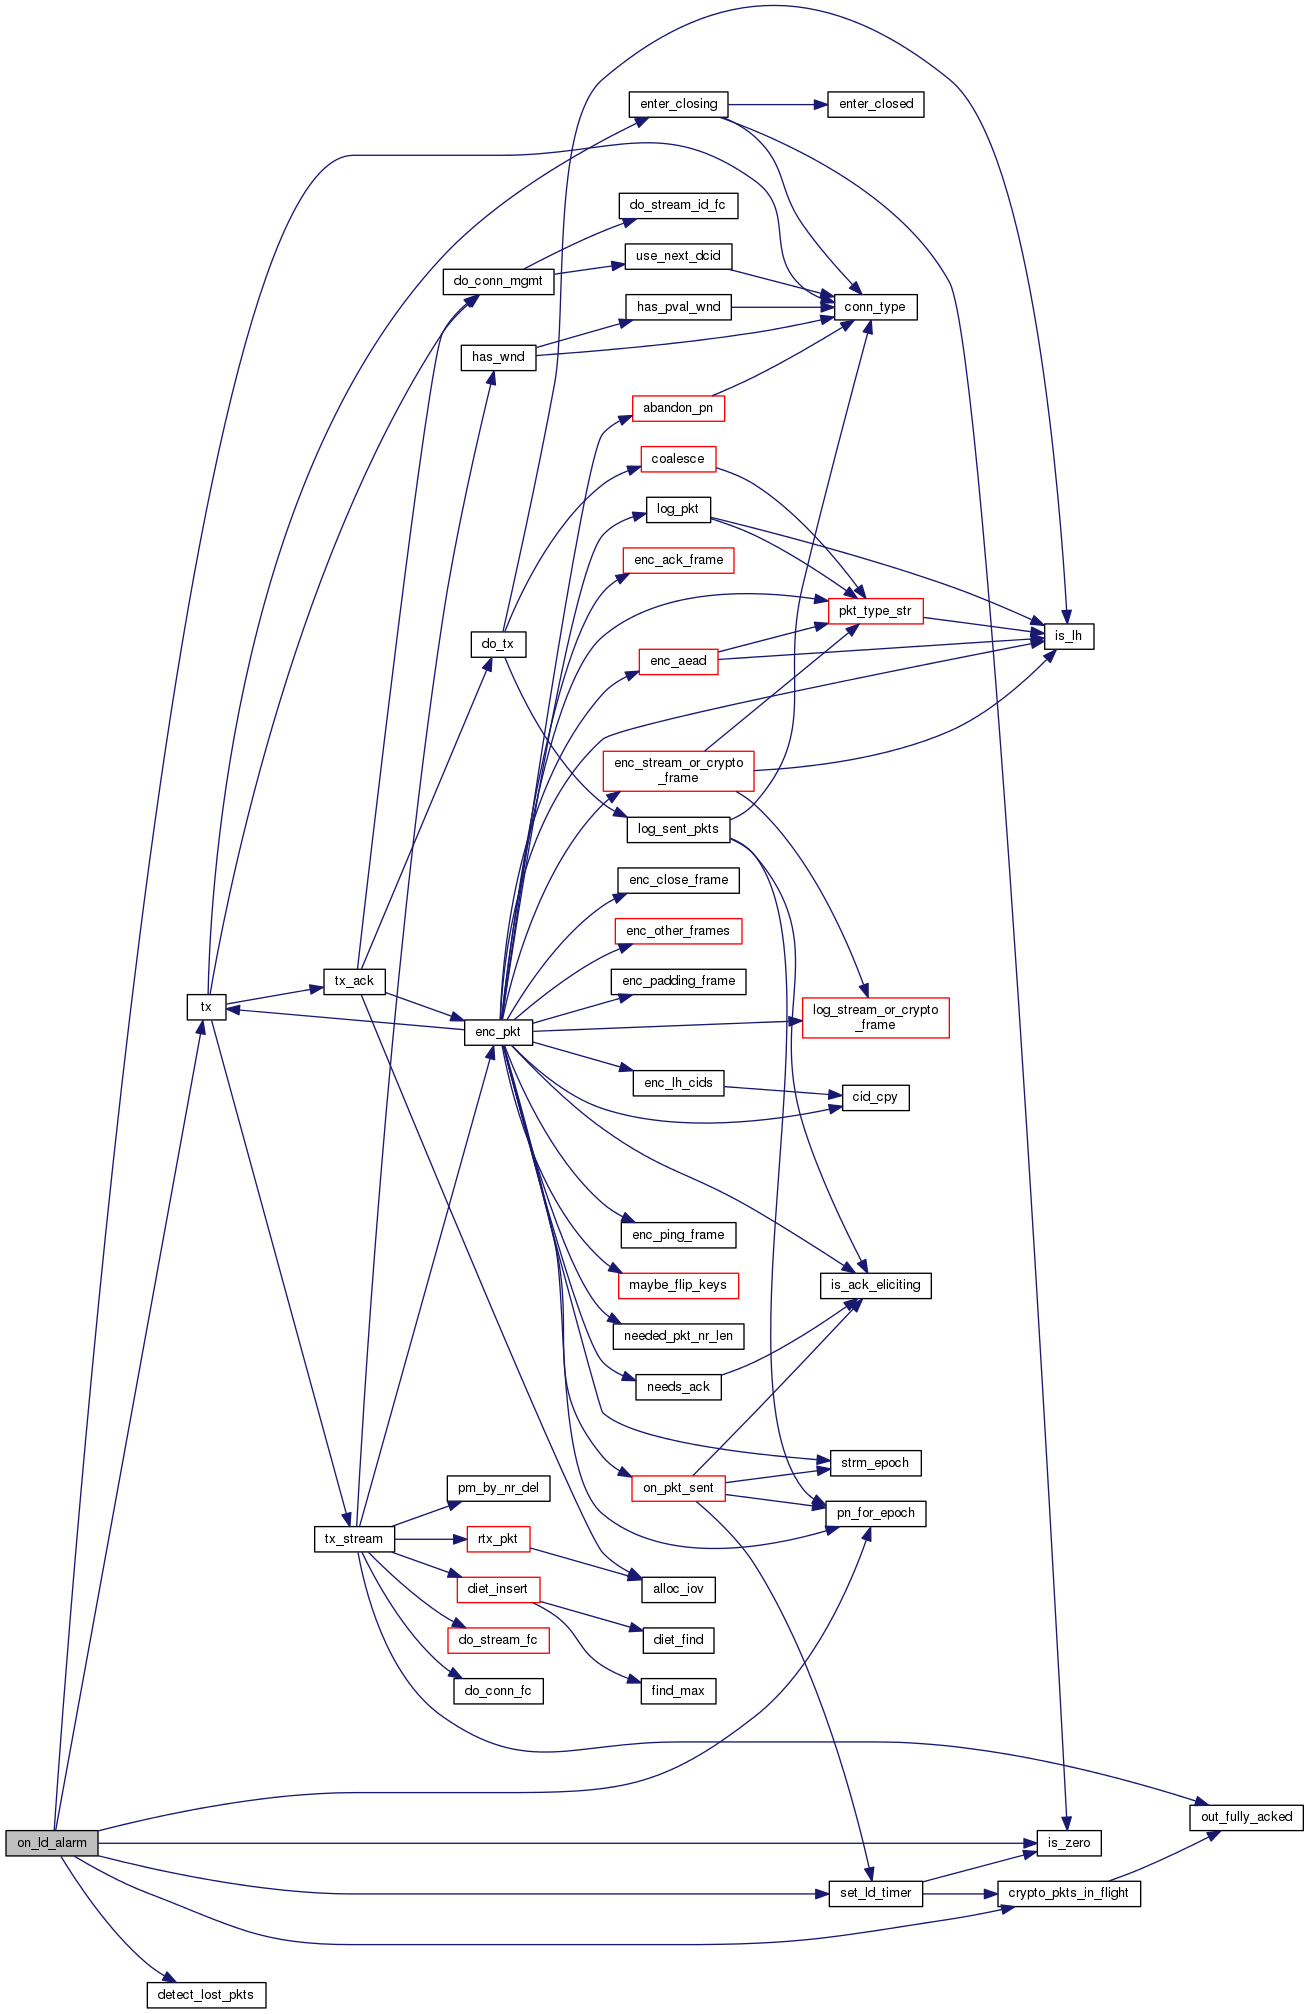 enter_closing
enter_closed
do_stream_id_fc
use_next_dcid
do_conn_mgmt
has_pval_wnd
conn_type
has_wnd
abandon_pn
coalesce
log_pkt
enc_ack_frame
pkt_type_str
do_tx
is_lh
enc_aead
enc_stream_or_crypto
_frame
log_sent_pkts
enc_close_frame
enc_other_frames
tx_ack
enc_padding_frame
tx
log_stream_or_crypto
_frame
enc_pkt
enc_lh_cids
cid_cpy
enc_ping_frame
maybe_flip_keys
is_ack_eliciting
needed_pkt_nr_len
needs_ack
strm_epoch
pm_by_nr_del
on_pkt_sent
pn_for_epoch
tx_stream
rtx_pkt
diet_insert
alloc_iov
do_stream_fc
diet_find
do_conn_fc
find_max
out_fully_acked
on_ld_alarm
is_zero
set_ld_timer
crypto_pkts_in_flight
detect_lost_pkts